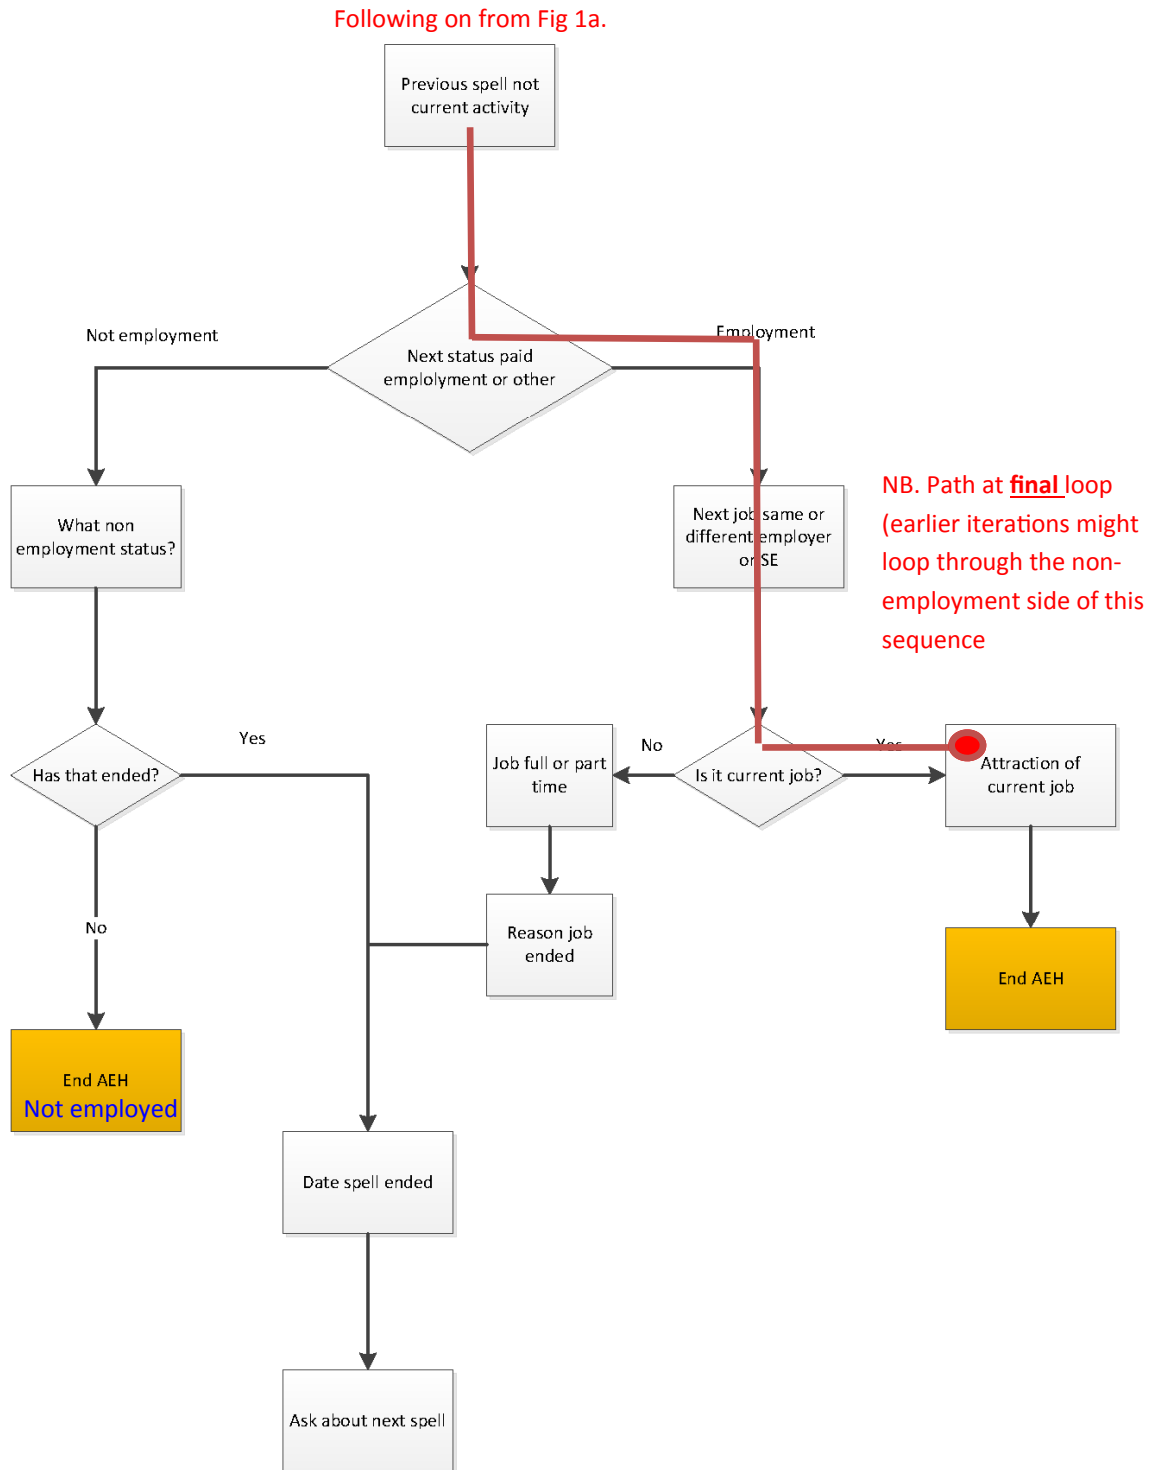 Following on from Fig 1a.
Previous spell not
current activity
Not employment
Employment
Next status paid
emplolyment or other
What non
employment status?
Next job same or
different employer
or SE
NB. Path at final loop
(earlier iterations might
loop through the non-
employment side of this
sequence
Yes
No
Yes
Has that ended?
Job full or part
time
Is it current job?
Attraction of
current job
No
Reason job
ended
End AEH
End AEH
Not employed
Date spell ended
Ask about next spell